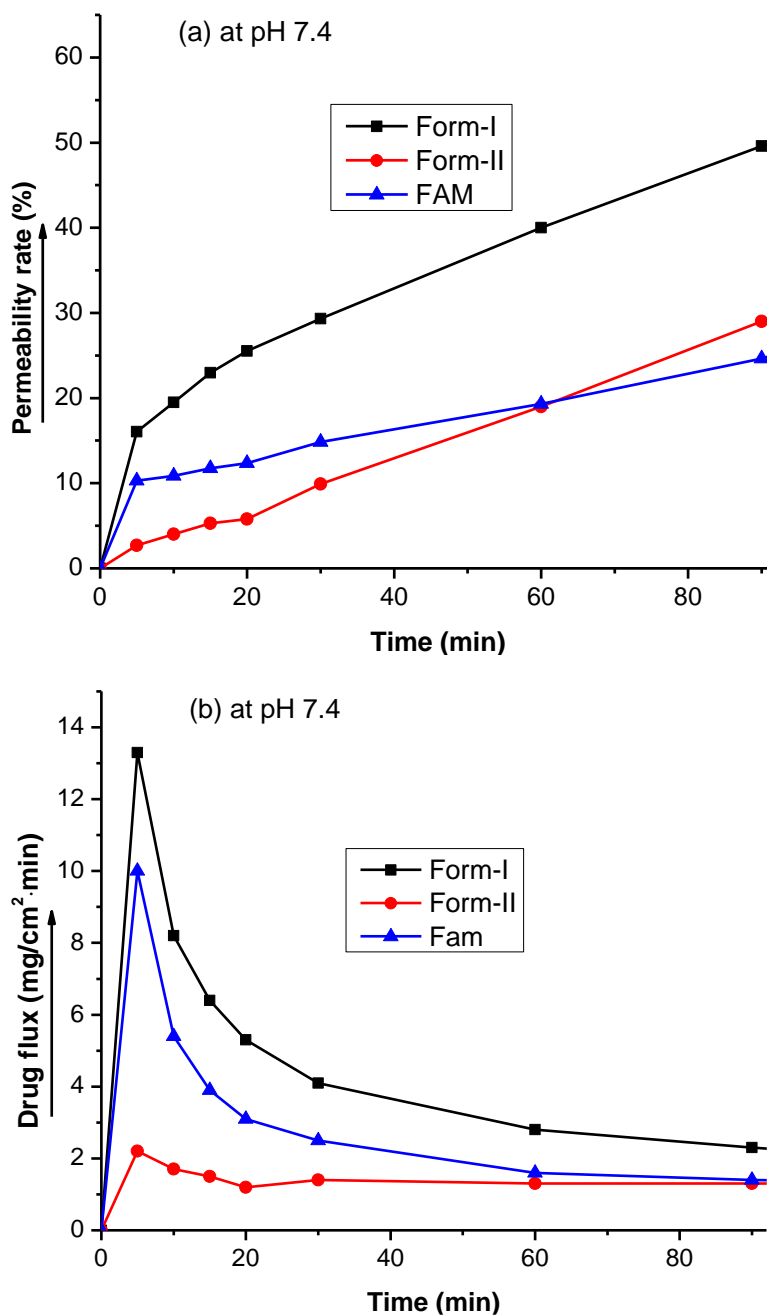 (a) at pH 7.4
60
50
40
30
20
10
0
Permeability rate (%)
Form-I
Form-II
FAM
0 20 40 60 80
Time (min)
(b) at pH 7.4
14
12
10
8
6
4
2
0
Drug flux (mg/cm²·min)
Form-I
Form-II
Fam
0 20 40 60 80
Time (min)